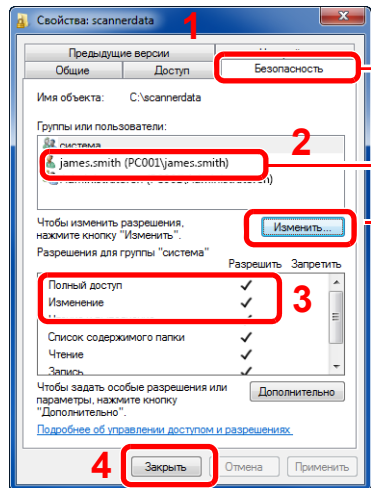 Свойства: scannerdata
1
Предыдущие версии
Общие
Доступ
Безопасность
Имя объекта: C:\scannerdata
Группы или пользователи:
система
2
james.smith (PC001\james.smith)
Чтобы изменить разрешения,
нажмите кнопку "Изменить".
Изменить...
Разрешения для группы "система"
Разрешить Запретить
Полный доступ
3
Изменение
Список содержимого папки
Чтение
Запись
Чтобы задать особые разрешения или
параметры, нажмите кнопку
"Дополнительно".
Дополнительно
Подробнее об управлении доступом и разрешениях
4
Закрыть
Отмена
Применить